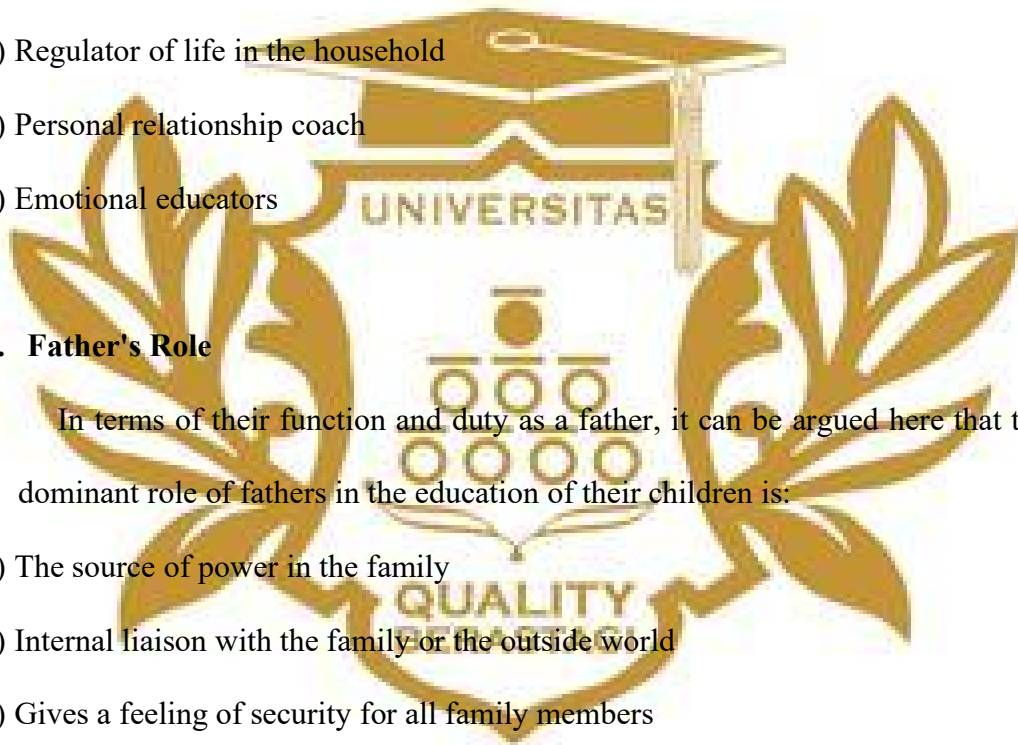 ) Regulator of life in the household
) Personal relationship coach
) Emotional educators
UNIVERSITAS
. Father's Role
In terms of their function and duty as a father, it can be argued here that t
dominant role of fathers in the education of their children is:
) The source of power in the family
QUALITY
) Internal liaison with the family or the outside world
) Gives a feeling of security for all family members